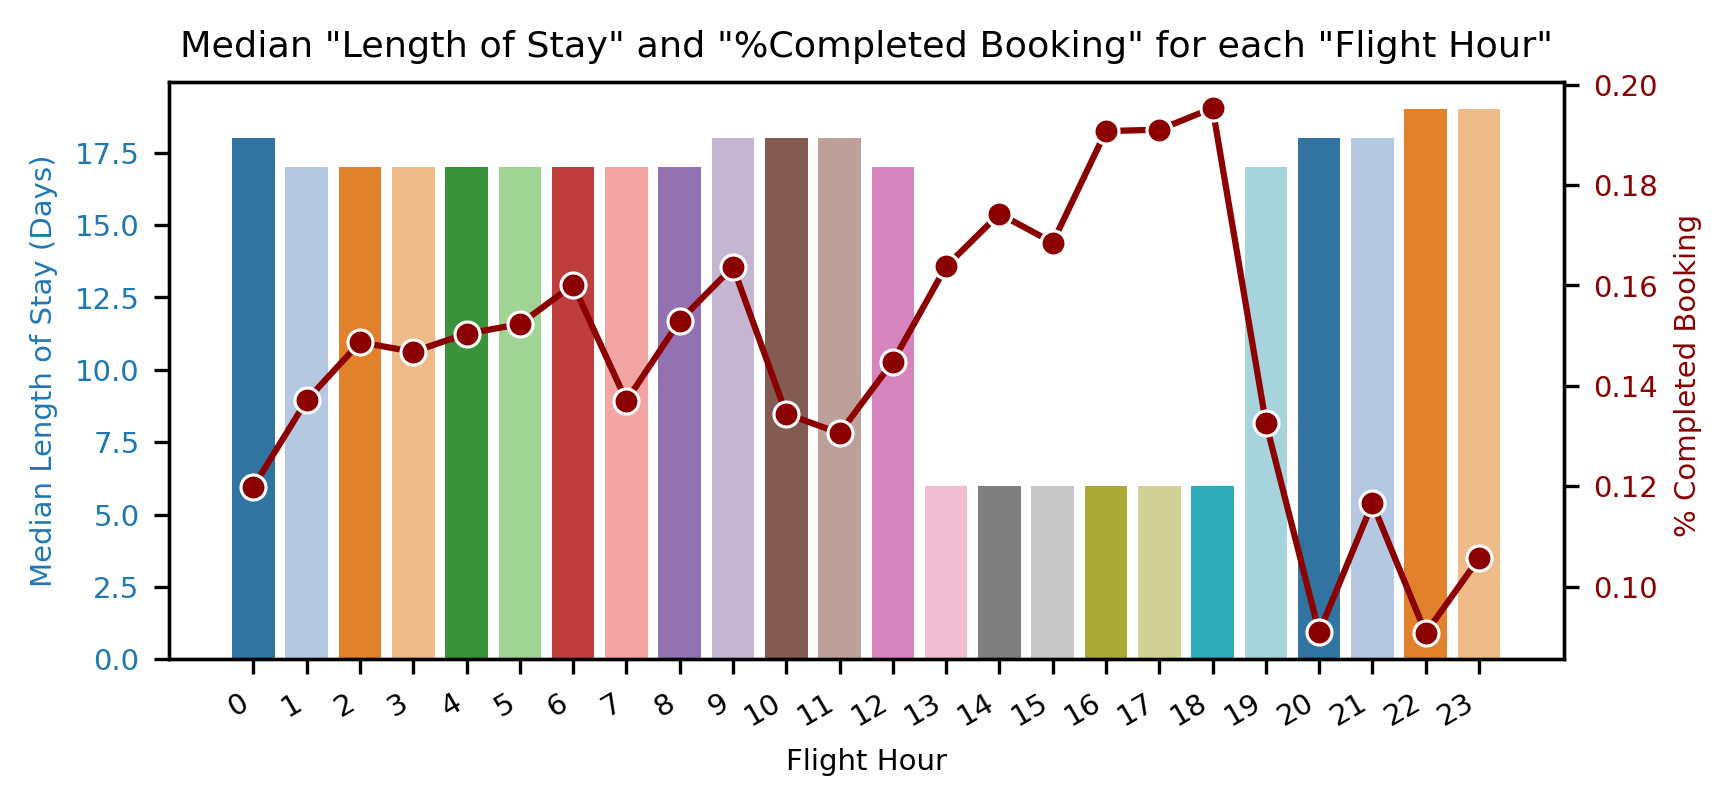 Median "Length of Stay" and "%Completed Booking" for each "Flight Hour"
Median Length of Stay (Days)
17.5
15.0
12.5
10.0
7.5
5.0
2.5
0.0
0.20
0.18
0.16
0.14
0.12
0.10
% Completed Booking
0 1 2 3 4 5 6 7 8 9 10 11 12 13 14 15 16 17 18 19 20 21 22 23
Flight Hour